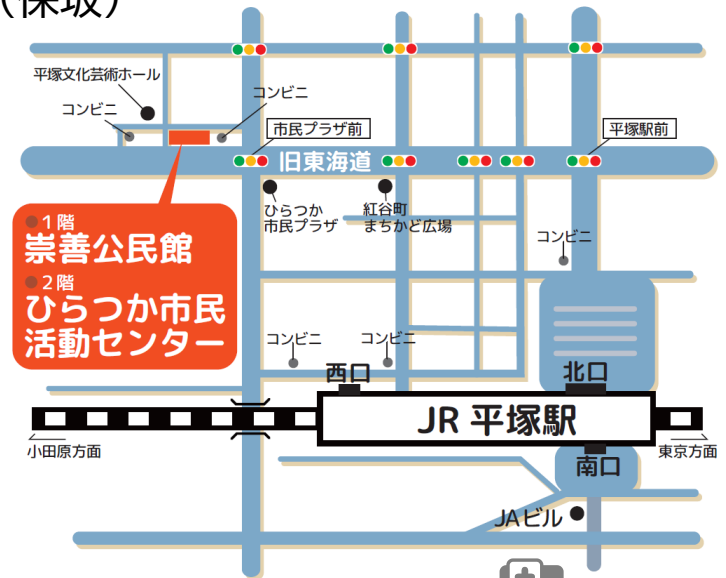 （保坂）
平塚文化芸術ホール
コンビニ
コンビニ
市民プラザ前
平塚駅前
旧東海道
ひらつか
市民プラザ
紅谷町
まちかど広場
●1階
崇善公民館
●2階
ひらつか市民
活動センター
コンビニ
コンビニ
コンビニ
西口
北口
JR 平塚駅
小田原方面
東京方面
南口
JAビル